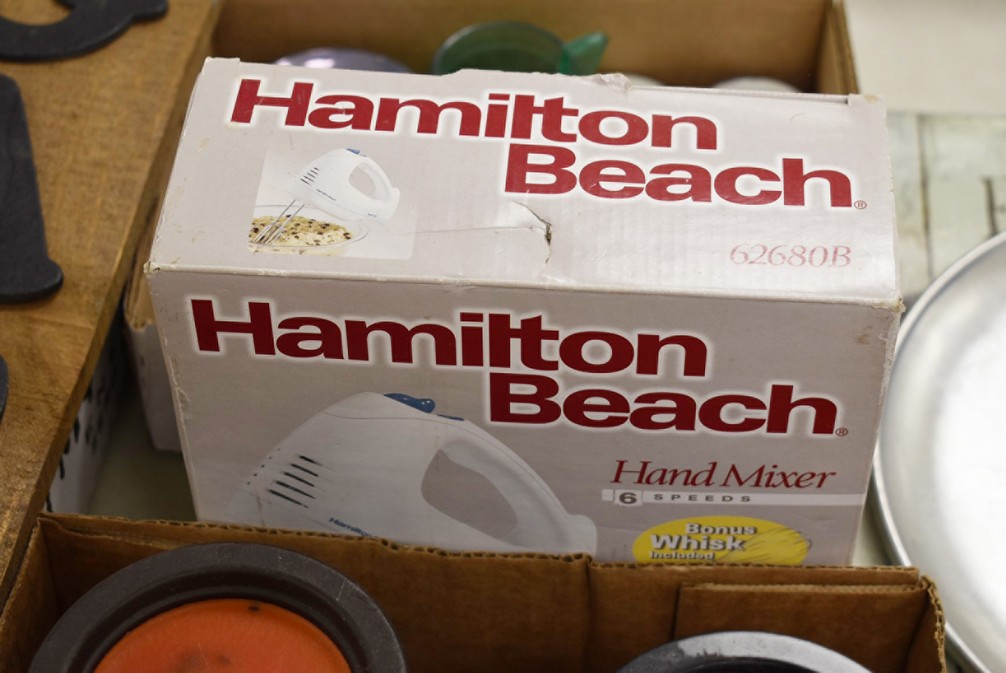 Hamilton
Beach®
62680B
Hamilton
Beach®
Hand Mixer
6 SPEEDS
Bonus
Whisk
Included